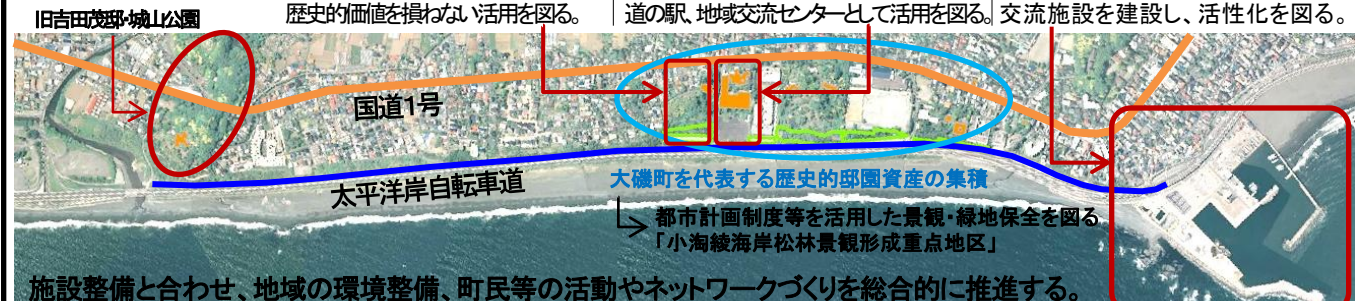 旧吉田茂邸・城山公園
歴史的価値を損ねない活用を図る。
道の駅、地域交流センターとして活用を図る。
交流施設を建設し、活性化を図る。
国道1号
太平洋岸自転車道
大磯町を代表する歴史的邸園資産の集積
都市計画制度等を活用した景観・緑地保全を図る
「小淘綾海岸松林景観形成重点地区」
施設整備と合わせ、地域の環境整備、町民等の活動やネットワークづくりを総合的に推進する。